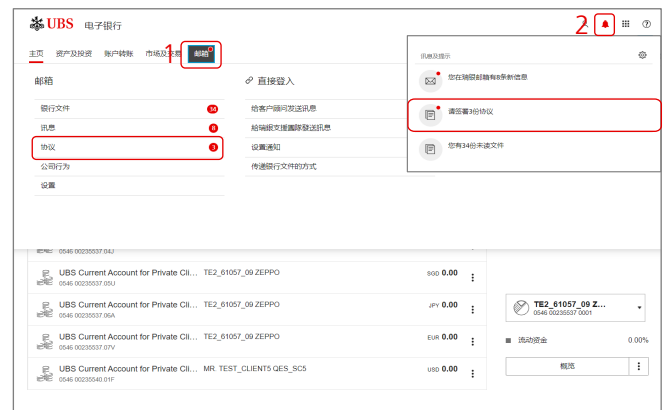 UBS 电子银行
2
主页 资产及投资 账户转账 市场及交易 邮箱
1
邮箱
直接登入
银行文件 34
讯息 8
协议 3
公司行为
设置
给客户顾问发送讯息
給瑞銀支援團隊發送訊息
设置通知
传递银行文件的方式
讯息及提示
您在瑞银邮箱有8条新信息
请签署3份协议
您有34份未读文件
0546 00235537.04J
UBS Current Account for Private Cli... TE2_61057_09 ZEPPO SGD 0.00
0546 00235537.05U
UBS Current Account for Private Cli... TE2_61057_09 ZEPPO JPY 0.00
0546 00235537.06A
UBS Current Account for Private Cli... TE2_61057_09 ZEPPO EUR 0.00
0546 00235537.07V
UBS Current Account for Private Cli... MR. TEST_CLIENT5 QES_SC5 USD 0.00
0546 00235540.01F
TE2_61057_09 Z...
0546 00235537 0001
流动资金 0.00%
概览